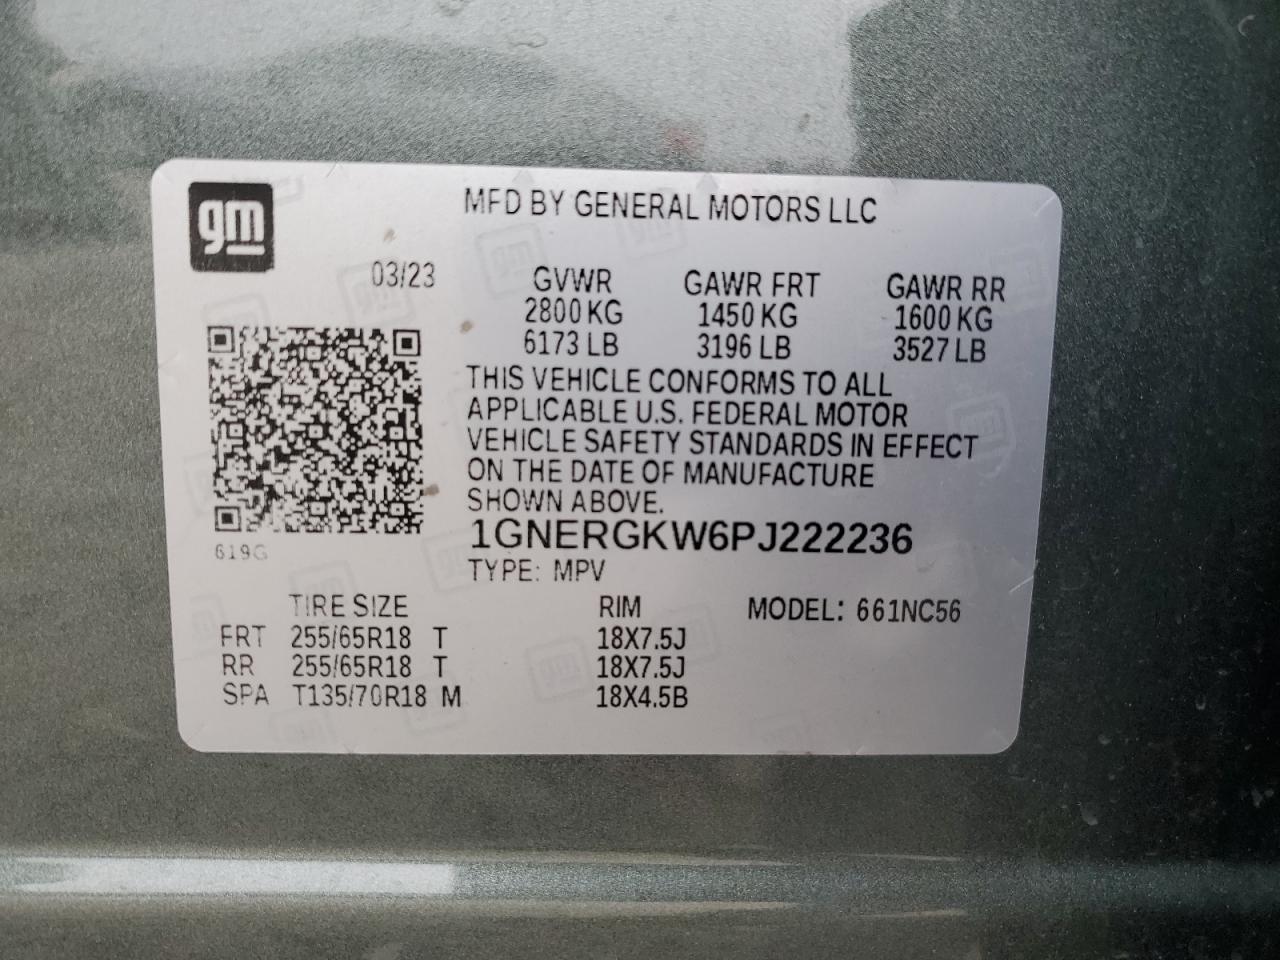 gm
MFD BY GENERAL MOTORS LLC
03/23
GVWR GAWR FRT GAWR RR
2800 KG 1450 KG 1600 KG
6173 LB 3196 LB 3527 LB
THIS VEHICLE CONFORMS TO ALL
APPLICABLE U.S. FEDERAL MOTOR
VEHICLE SAFETY STANDARDS IN EFFECT
ON THE DATE OF MANUFACTURE
SHOWN ABOVE.
1GNERGKW6PJ222236
619G
TYPE: MPV
TIRE SIZE RIM MODEL: 661NC56
FRT 255/65R18 T 18X7.5J
RR 255/65R18 T 18X7.5J
SPA T135/70R18 M 18X4.5B